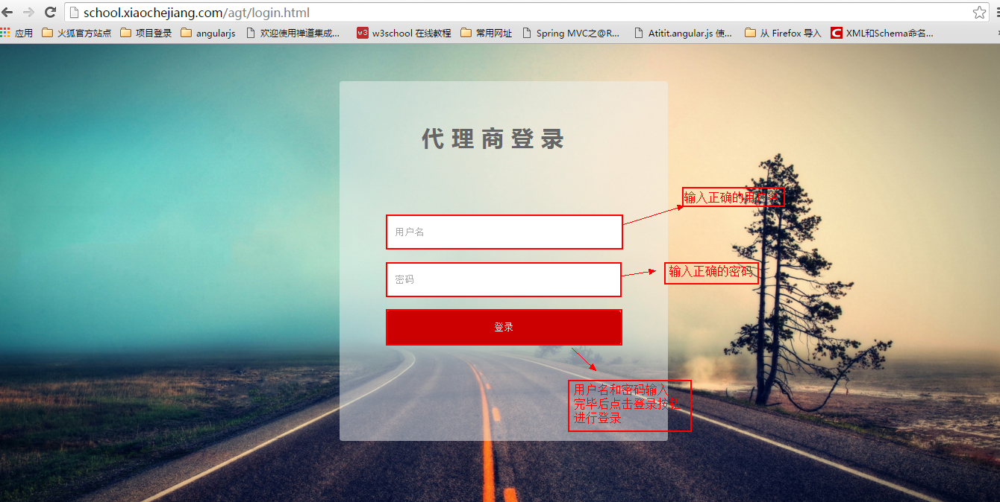 school.xiaochejiang.com/agt/login.html
应用 火狐官方站点 项目登录 angularjs 欢迎使用禅道集成... w3 w3school 在线教程 常用网址 Spring MVC之@R... Atitit.angular.js 使... 从 Firefox 导入 XML和Schema命名...
代理商登录
输入正确的用户名
用户名
输入正确的密码
密码
登录
用户名和密码输入
完毕后点击登录按钮
进行登录